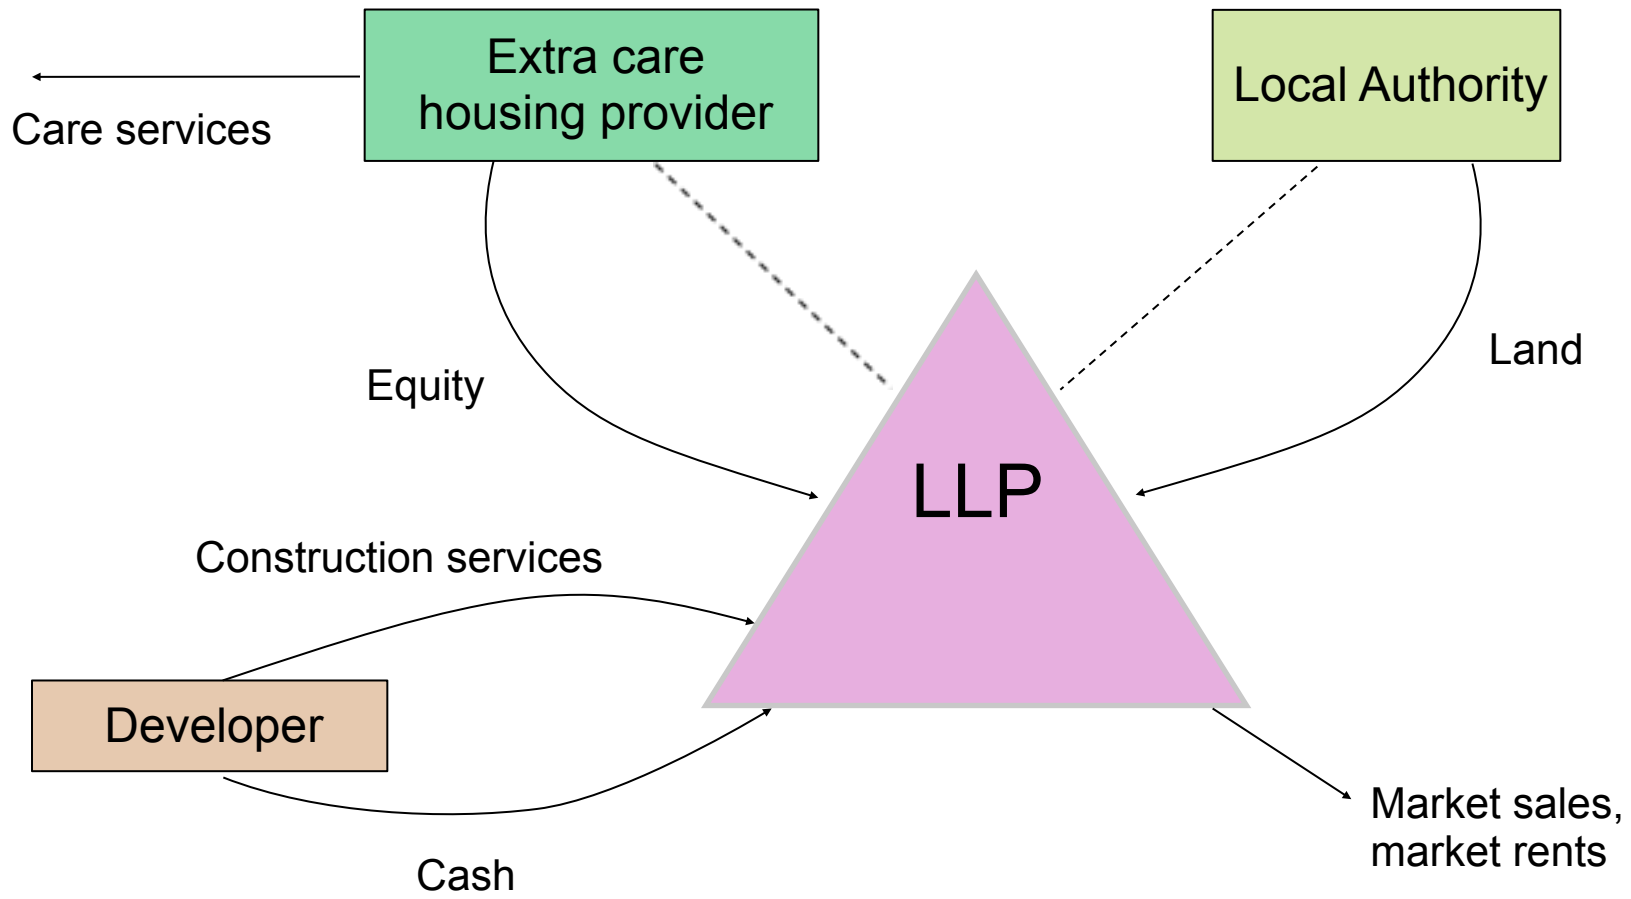 Extra care
housing provider
Local Authority
Care services
Land
Equity
LLP
Construction services
Developer
Market sales,
market rents
Cash